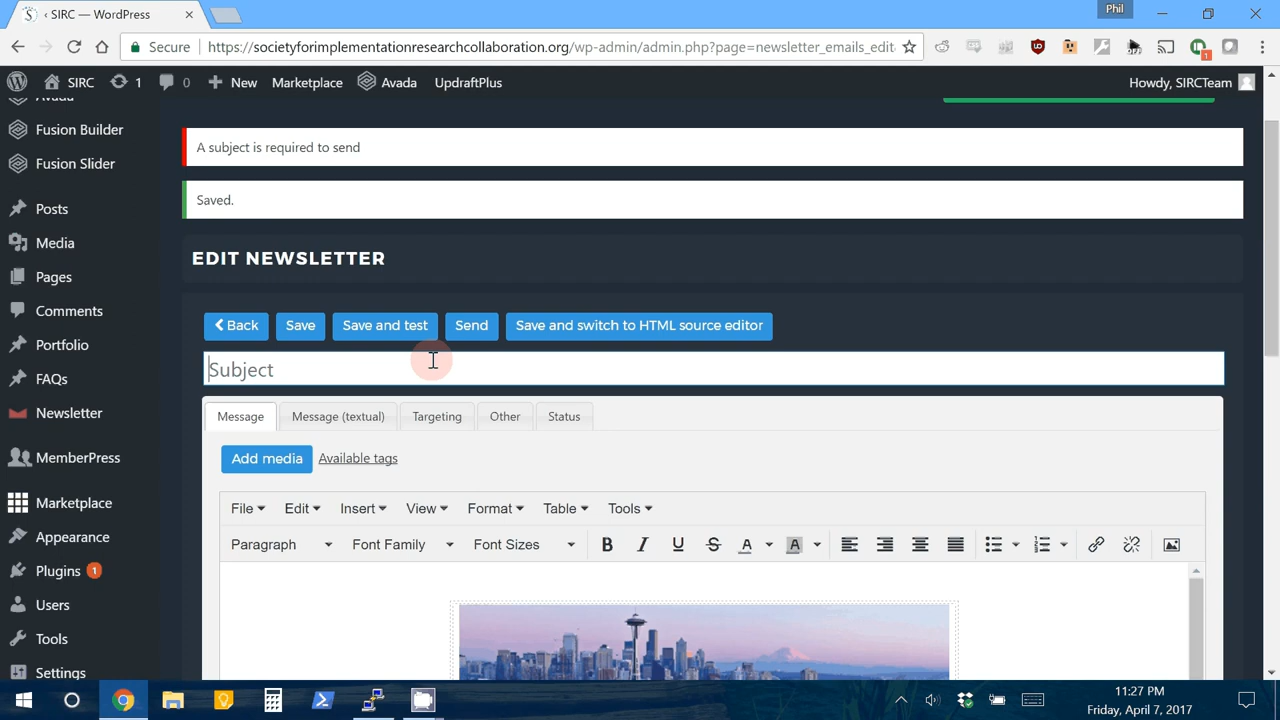 ‹ SIRC — WordPress
Phil
Secure https://societyforimplementationresearchcollaboration.org/wp-admin/admin.php?page=newsletter_emails_edit
SIRC 1 0 New Marketplace Avada UpdraftPlus Howdy, SIRCTeam
Avada
Fusion Builder
Fusion Slider
Posts
Media
Pages
Comments
Portfolio
FAQs
Newsletter
MemberPress
Marketplace
Appearance
Plugins 1
Users
Tools
Settings
A subject is required to send
Saved.
EDIT NEWSLETTER
Back Save Save and test Send Save and switch to HTML source editor
Subject
Message Message (textual) Targeting Other Status
Add media Available tags
File Edit Insert View Format Table Tools
Paragraph Font Family Font Sizes B I U S A A
11:27 PM
Friday, April 7, 2017